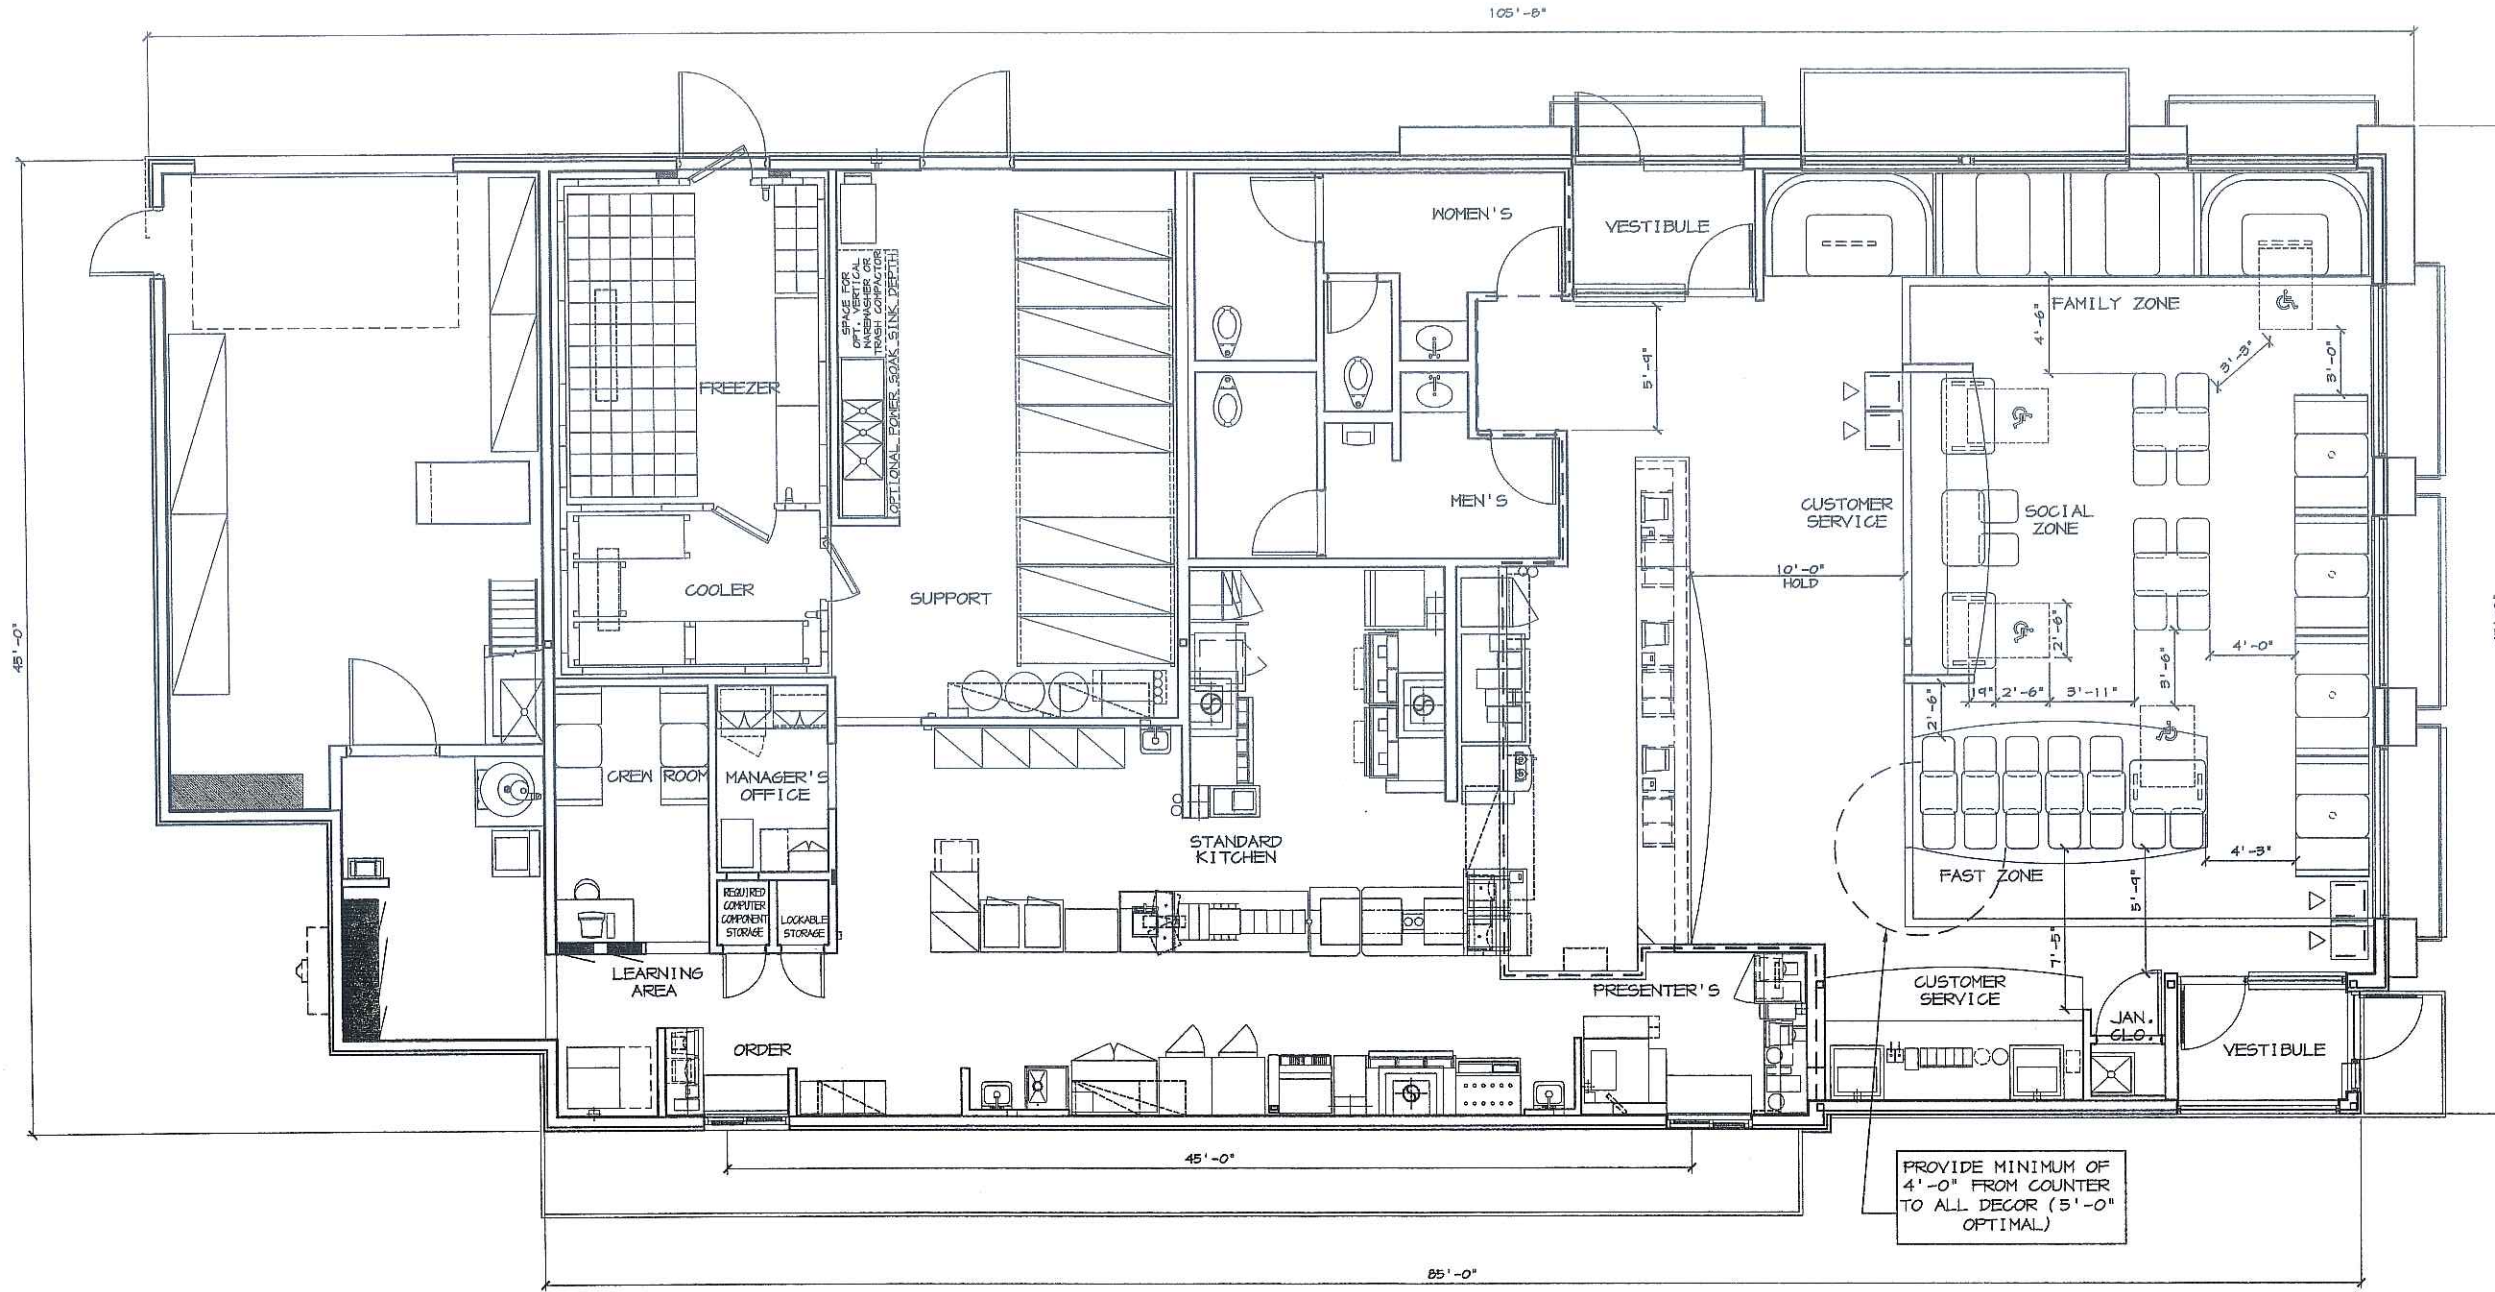 105'-8"
45'-0"
WOMEN'S
VESTIBULE
SPACE FOR
OPT. VERTICAL
WAREWASHER OR
TRASH COMPACTOR
OPTIONAL POWER SOAK SINK DEPTH
FREEZER
COOLER
SUPPORT
MEN'S
5'-9"
FAMILY ZONE
4'-6"
3'-3"
3'-0"
CUSTOMER
SERVICE
SOCIAL
ZONE
10'-0"
HOLD
2'-6"
4'-0"
3'-6"
19"
2'-6"
3'-11"
2'-6"
CREW ROOM
MANAGER'S
OFFICE
STANDARD
KITCHEN
4'-3"
FAST ZONE
REQUIRED
COMPUTER
COMPONENT
STORAGE
LOCKABLE
STORAGE
5'-9"
7'-5"
LEARNING
AREA
PRESENTER'S
CUSTOMER
SERVICE
JAN.
CLO.
ORDER
VESTIBULE
45'-0"
PROVIDE MINIMUM OF
4'-0" FROM COUNTER
TO ALL DECOR (5'-0"
OPTIMAL)
85'-0"